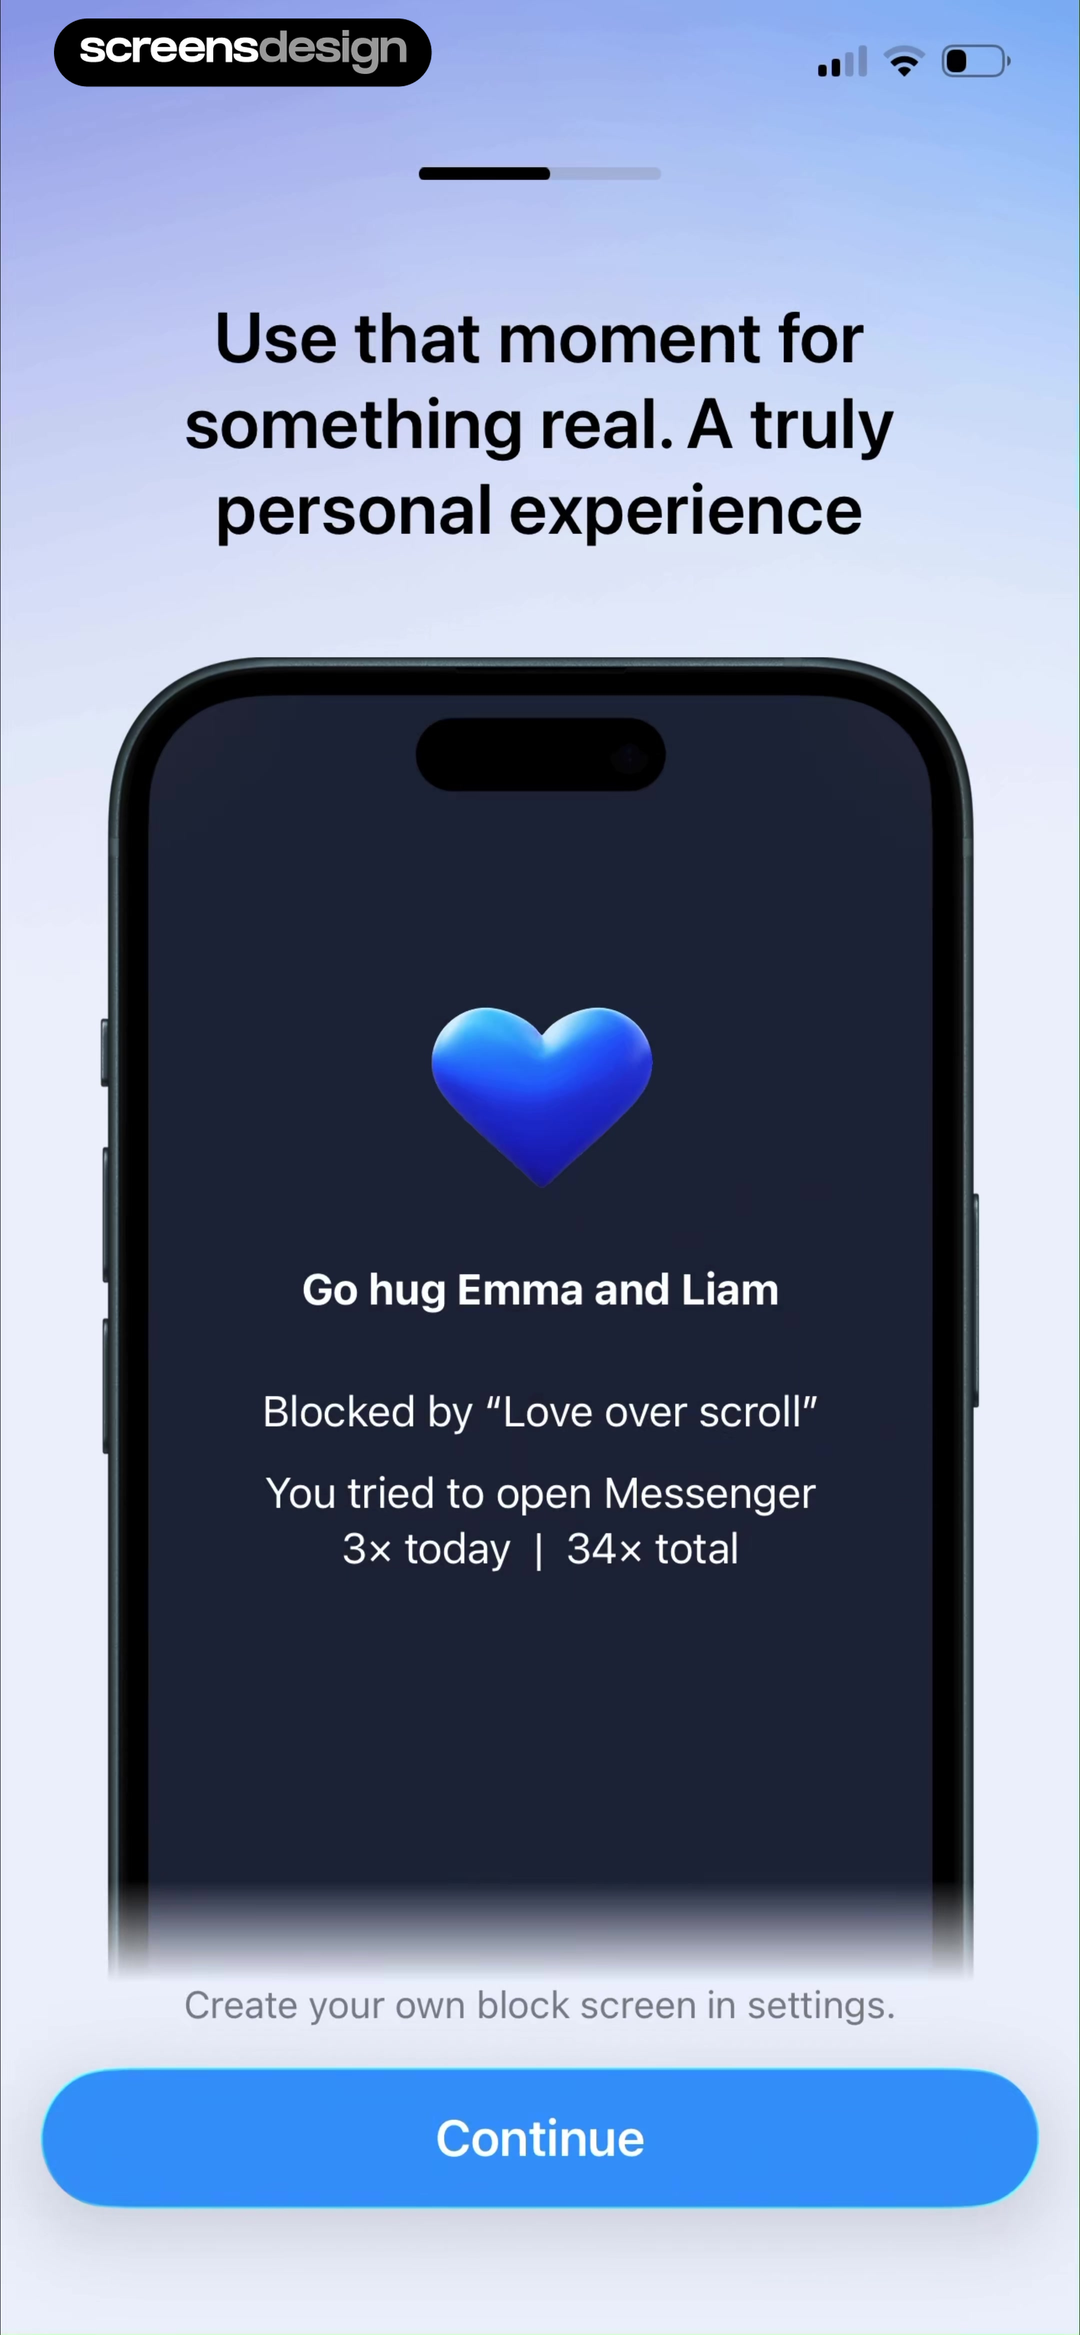 screensdesign
Use that moment for
something real. A truly
personal experience
Go hug Emma and Liam
Blocked by “Love over scroll”
You tried to open Messenger
3× today | 34× total
Create your own block screen in settings.
Continue